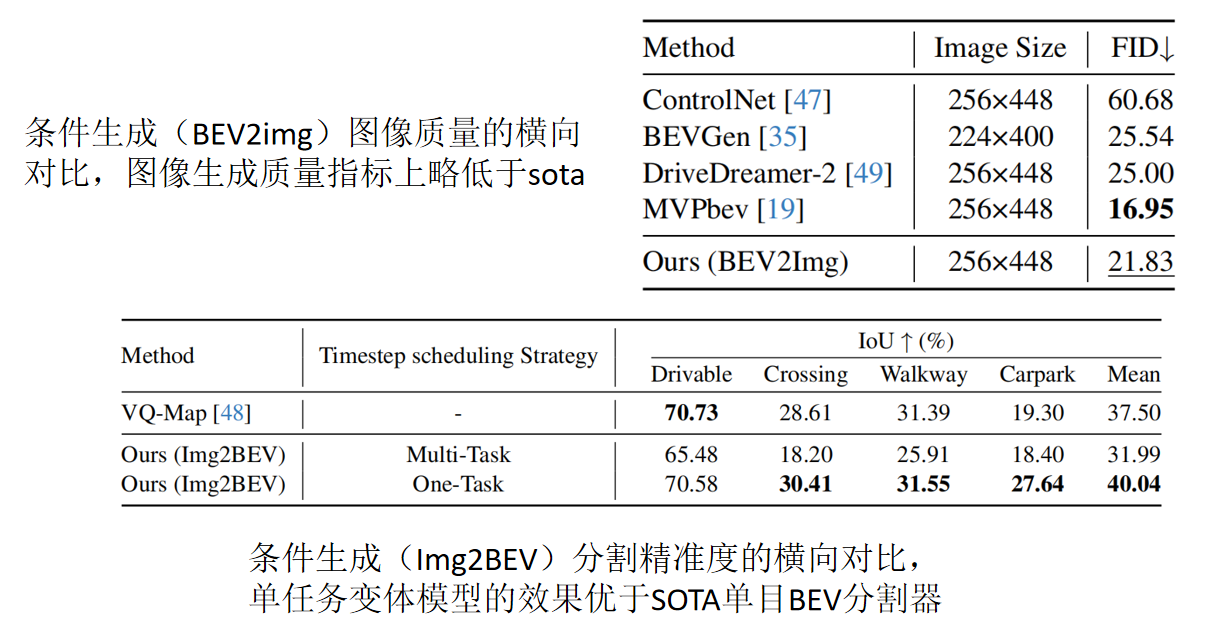 条件生成（BEV2img）图像质量的横向
对比，图像生成质量指标上略低于sota
Method Image Size FID↓
ControlNet [47] 256×448 60.68
BEVGen [35] 224×400 25.54
DriveDreamer-2 [49] 256×448 25.00
MVPbev [19] 256×448 16.95
Ours (BEV2Img) 256×448 21.83
Method Timestep scheduling Strategy IoU ↑ (%)
Drivable Crossing Walkway Carpark Mean
VQ-Map [48] - 70.73 28.61 31.39 19.30 37.50
Ours (Img2BEV) Multi-Task 65.48 18.20 25.91 18.40 31.99
Ours (Img2BEV) One-Task 70.58 30.41 31.55 27.64 40.04
条件生成（Img2BEV）分割精准度的横向对比，
单任务变体模型的效果优于SOTA单目BEV分割器